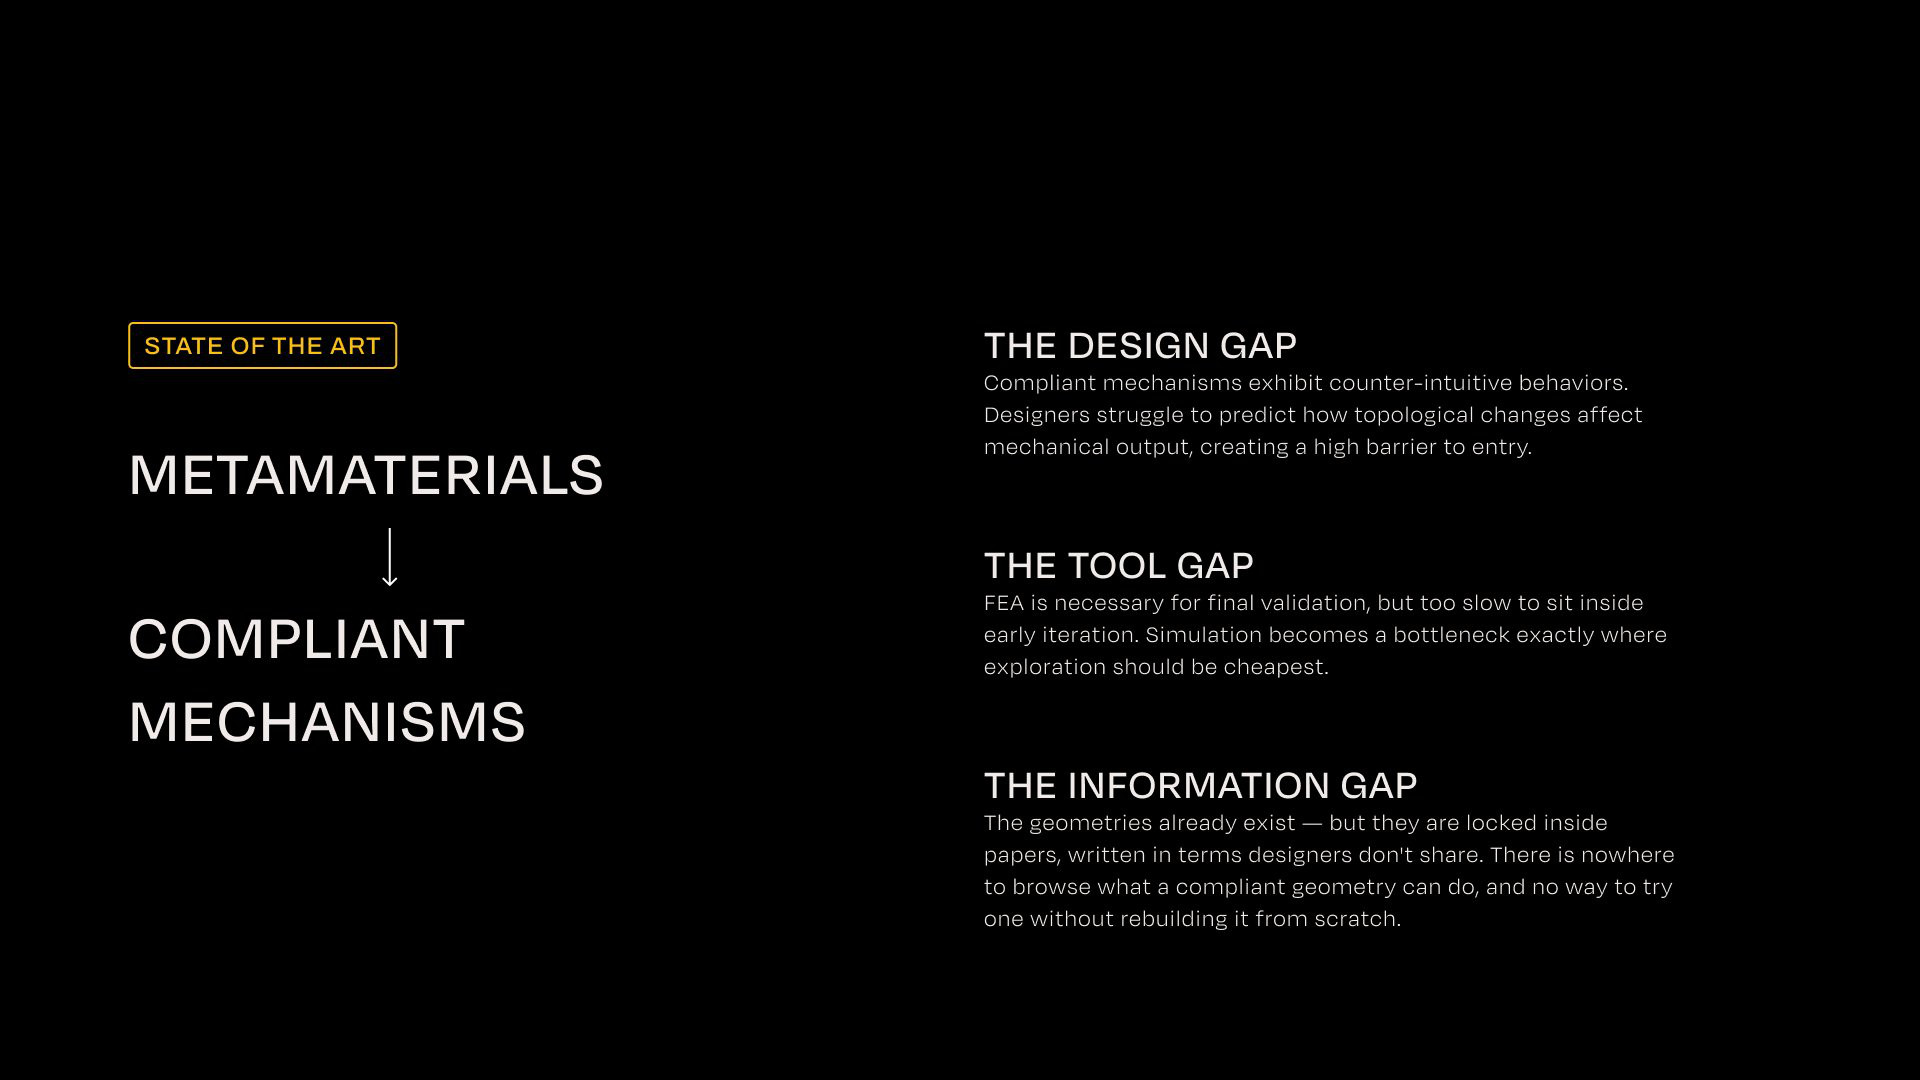 STATE OF THE ART
METAMATERIALS
COMPLIANT
MECHANISMS
THE DESIGN GAP
Compliant mechanisms exhibit counter-intuitive behaviors.
Designers struggle to predict how topological changes affect
mechanical output, creating a high barrier to entry.
THE TOOL GAP
FEA is necessary for final validation, but too slow to sit inside
early iteration. Simulation becomes a bottleneck exactly where
exploration should be cheapest.
THE INFORMATION GAP
The geometries already exist — but they are locked inside
papers, written in terms designers don't share. There is nowhere
to browse what a compliant geometry can do, and no way to try
one without rebuilding it from scratch.